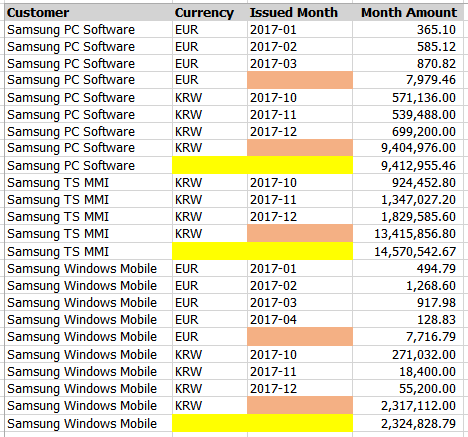 Customer Currency Issued Month Month Amount
Samsung PC Software EUR 2017-01 365.10
Samsung PC Software EUR 2017-02 585.12
Samsung PC Software EUR 2017-03 870.82
Samsung PC Software EUR 7,979.46
Samsung PC Software KRW 2017-10 571,136.00
Samsung PC Software KRW 2017-11 539,488.00
Samsung PC Software KRW 2017-12 699,200.00
Samsung PC Software KRW 9,404,976.00
Samsung PC Software 9,412,955.46
Samsung TS MMI KRW 2017-10 924,452.80
Samsung TS MMI KRW 2017-11 1,347,027.20
Samsung TS MMI KRW 2017-12 1,829,585.60
Samsung TS MMI KRW 13,415,856.80
Samsung TS MMI 14,570,542.67
Samsung Windows Mobile EUR 2017-01 494.79
Samsung Windows Mobile EUR 2017-02 1,268.60
Samsung Windows Mobile EUR 2017-03 917.98
Samsung Windows Mobile EUR 2017-04 128.83
Samsung Windows Mobile EUR 7,716.79
Samsung Windows Mobile KRW 2017-10 271,032.00
Samsung Windows Mobile KRW 2017-11 18,400.00
Samsung Windows Mobile KRW 2017-12 55,200.00
Samsung Windows Mobile KRW 2,317,112.00
Samsung Windows Mobile 2,324,828.79